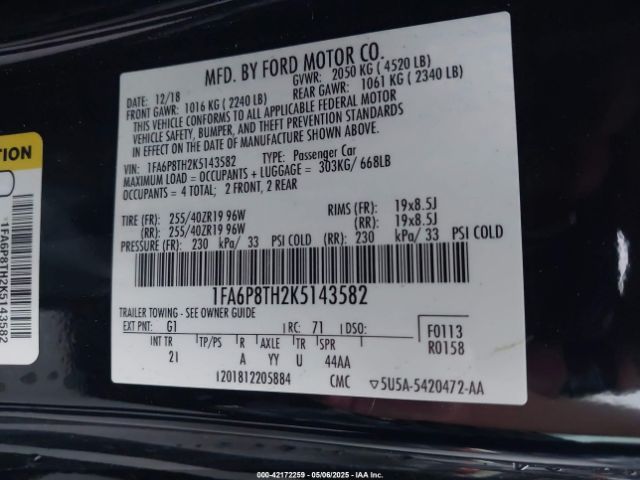 MFD. BY FORD MOTOR CO.
DATE: 12/18 GVWR: 2050 KG (4520 LB)
FRONT GAWR: 1016 KG (2240 LB) REAR GAWR: 1061 KG (2340 LB)
THIS VEHICLE CONFORMS TO ALL APPLICABLE FEDERAL MOTOR
VEHICLE SAFETY, BUMPER, AND THEFT PREVENTION STANDARDS
IN EFFECT ON THE DATE OF MANUFACTURE SHOWN ABOVE.
VIN: 1FA6P8TH2K5143582 TYPE: Passenger Car
MAXIMUM LOAD = OCCUPANTS + LUGGAGE = 303KG/ 668LB
OCCUPANTS = 4 TOTAL; 2 FRONT, 2 REAR
TIRE (FR): 255/40ZR19 96W RIMS (FR): 19x8.5J
(RR): 255/40ZR19 96W (RR): 19x8.5J
PRESSURE (FR): 230 kPa/ 33 PSI COLD (RR): 230 kPa/ 33 PSI COLD
1FA6P8TH2K5143582
TRAILER TOWING - SEE OWNER GUIDE
EXT PNT: G1 RC: 71 DSO: F0113
INT TR TP/PS R AXLE TR SPR R0158
2I A YY U 44AA
I201812205884 CMC 5U5A-5420472-AA
TION
1FA6P8TH2K5143582
000-42172259 - 05/06/2025 - IAAC, Inc.